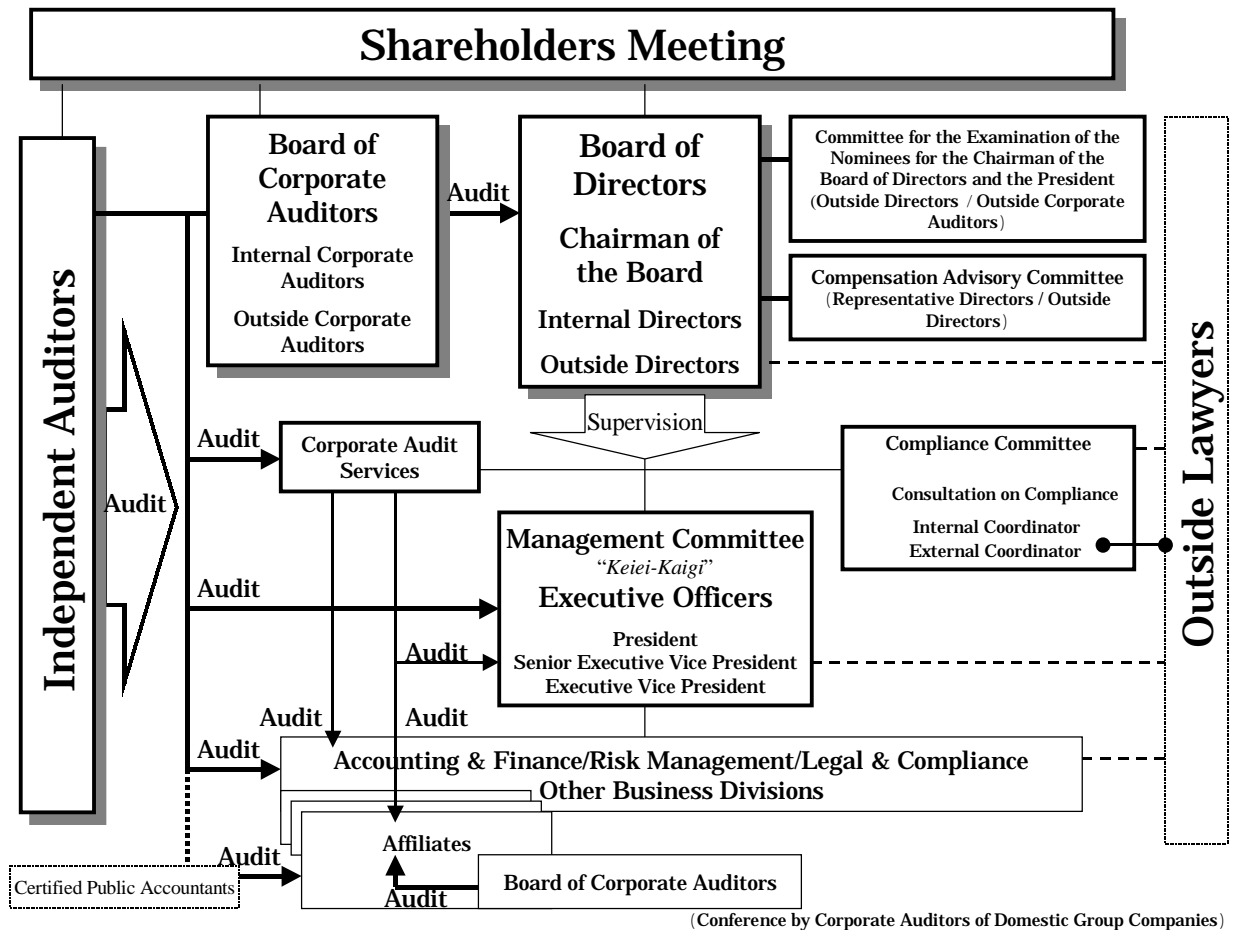 Shareholders Meeting
Independent Auditors
Board of
Corporate
Auditors
Internal Corporate
Auditors
Outside Corporate
Auditors
Audit
Board of
Directors
Chairman of
the Board
Internal Directors
Outside Directors
Committee for the Examination of the
Nominees for the Chairman of the
Board of Directors and the President
(Outside Directors / Outside Corporate
Auditors)
Compensation Advisory Committee
(Representative Directors / Outside
Directors)
Outside Lawyers
Supervision
Audit
Corporate Audit
Services
Compliance Committee
Consultation on Compliance
Internal Coordinator
External Coordinator
Audit
Management Committee
“Keiei-Kaigi”
Executive Officers
President
Senior Executive Vice President
Executive Vice President
Audit
Audit
Audit
Audit
Audit
Accounting & Finance/Risk Management/Legal & Compliance
Other Business Divisions
Affiliates
Audit
Certified Public Accountants
Board of Corporate Auditors
Audit
(Conference by Corporate Auditors of Domestic Group Companies)